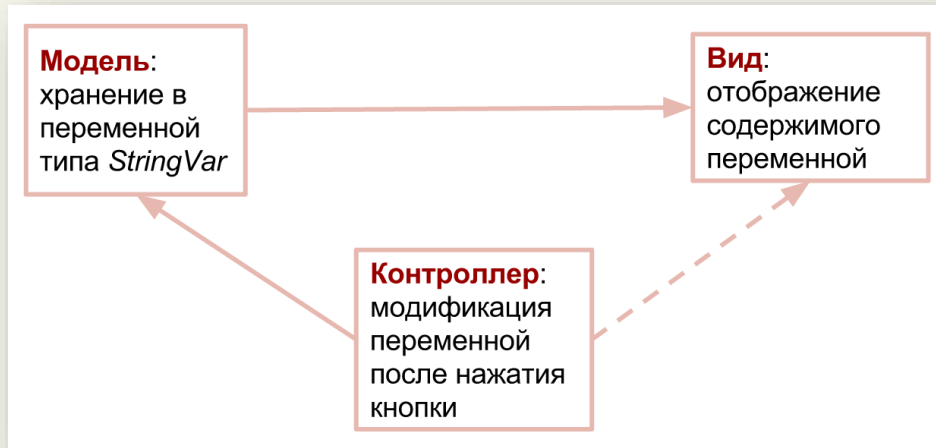 Модель:
хранение в
переменной
типа StringVar
Вид:
отображение
содержимого
переменной
Контроллер:
модификация
переменной
после нажатия
кнопки